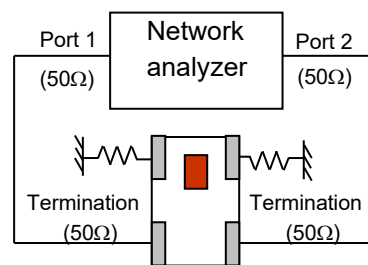 Network
analyzer
Port 1
(50Ω)
Port 2
(50Ω)
Termination
(50Ω)
Termination
(50Ω)